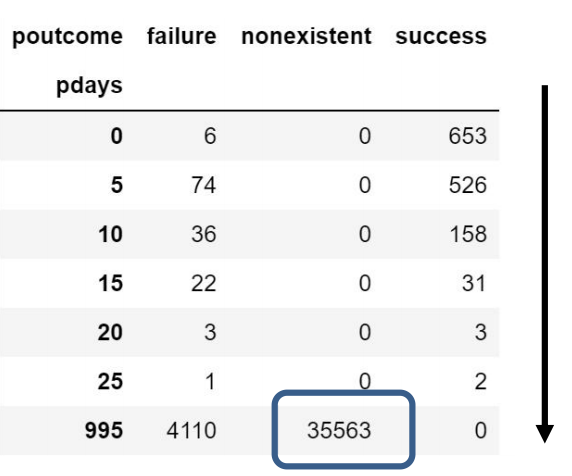 poutcome failure nonexistent success
pdays
0 6 0 653
5 74 0 526
10 36 0 158
15 22 0 31
20 3 0 3
25 1 0 2
995 4110 35563 0